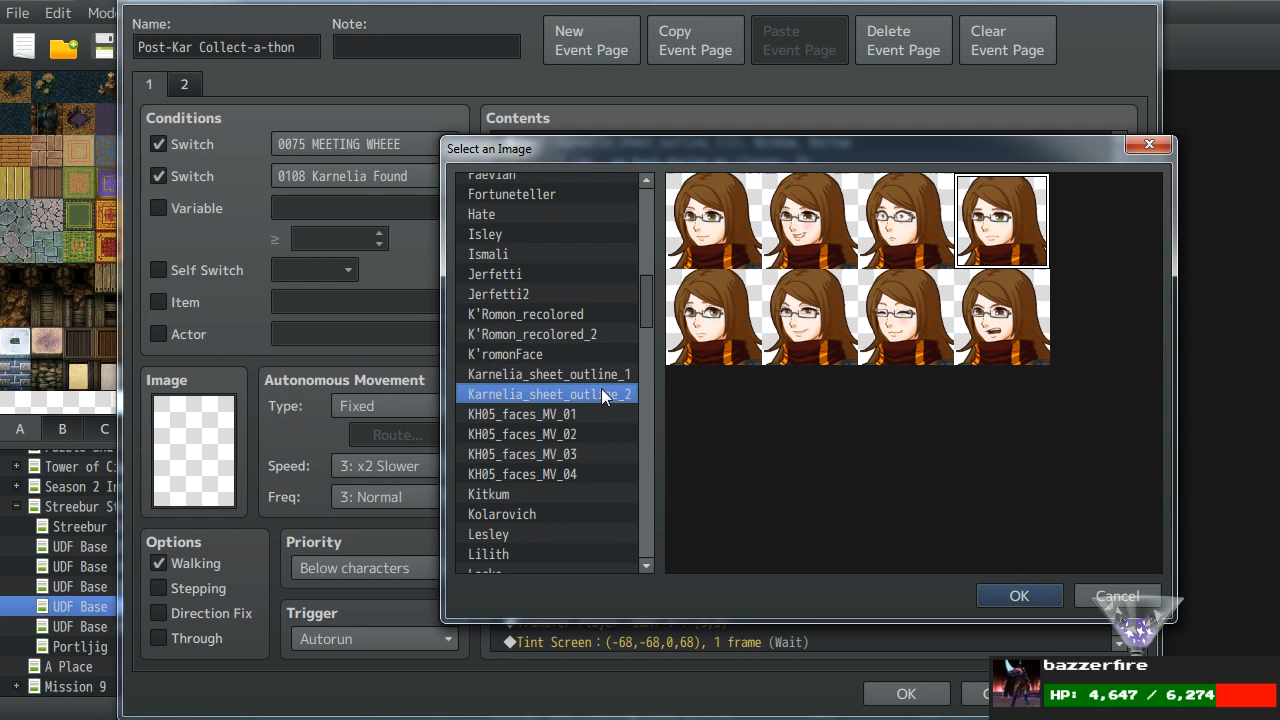 File Edit
Name:
Note:
Post-Kar Collect-a-thon
New
Event Page
Copy
Event Page
Paste
Event Page
Delete
Event Page
Clear
Event Page
1
2
Conditions
Contents
Switch
0075 MEETING WHEEE
Switch
0108 Karnelia Found
Variable
≥
Self Switch
Item
Actor
Image
Autonomous Movement
Type:
Fixed
Route...
Speed:
3: x2 Slower
Freq:
3: Normal
Options
Walking
Stepping
Direction Fix
Through
Priority
Below characters
Trigger
Autorun
Select an Image
Faevian
Fortuneteller
Hate
Isley
Ismali
Jerfetti
Jerfetti2
K'Romon_recolored
K'Romon_recolored_2
K'romonFace
Karnelia_sheet_outline_1
Karnelia_sheet_outline_2
KH05_faces_MV_01
KH05_faces_MV_02
KH05_faces_MV_03
KH05_faces_MV_04
Kitkum
Kolarovich
Lesley
Lilith
OK
Cancel
◆Tint Screen：(-68,-68,0,68), 1 frame (Wait)
OK
A
B
C
Tower of
Season 2
Streebur
Streebur
UDF Base
UDF Base
UDF Base
UDF Base
UDF Base
Portljig
A Place
Mission 9
bazzerfire
HP: 4,647 / 6,274